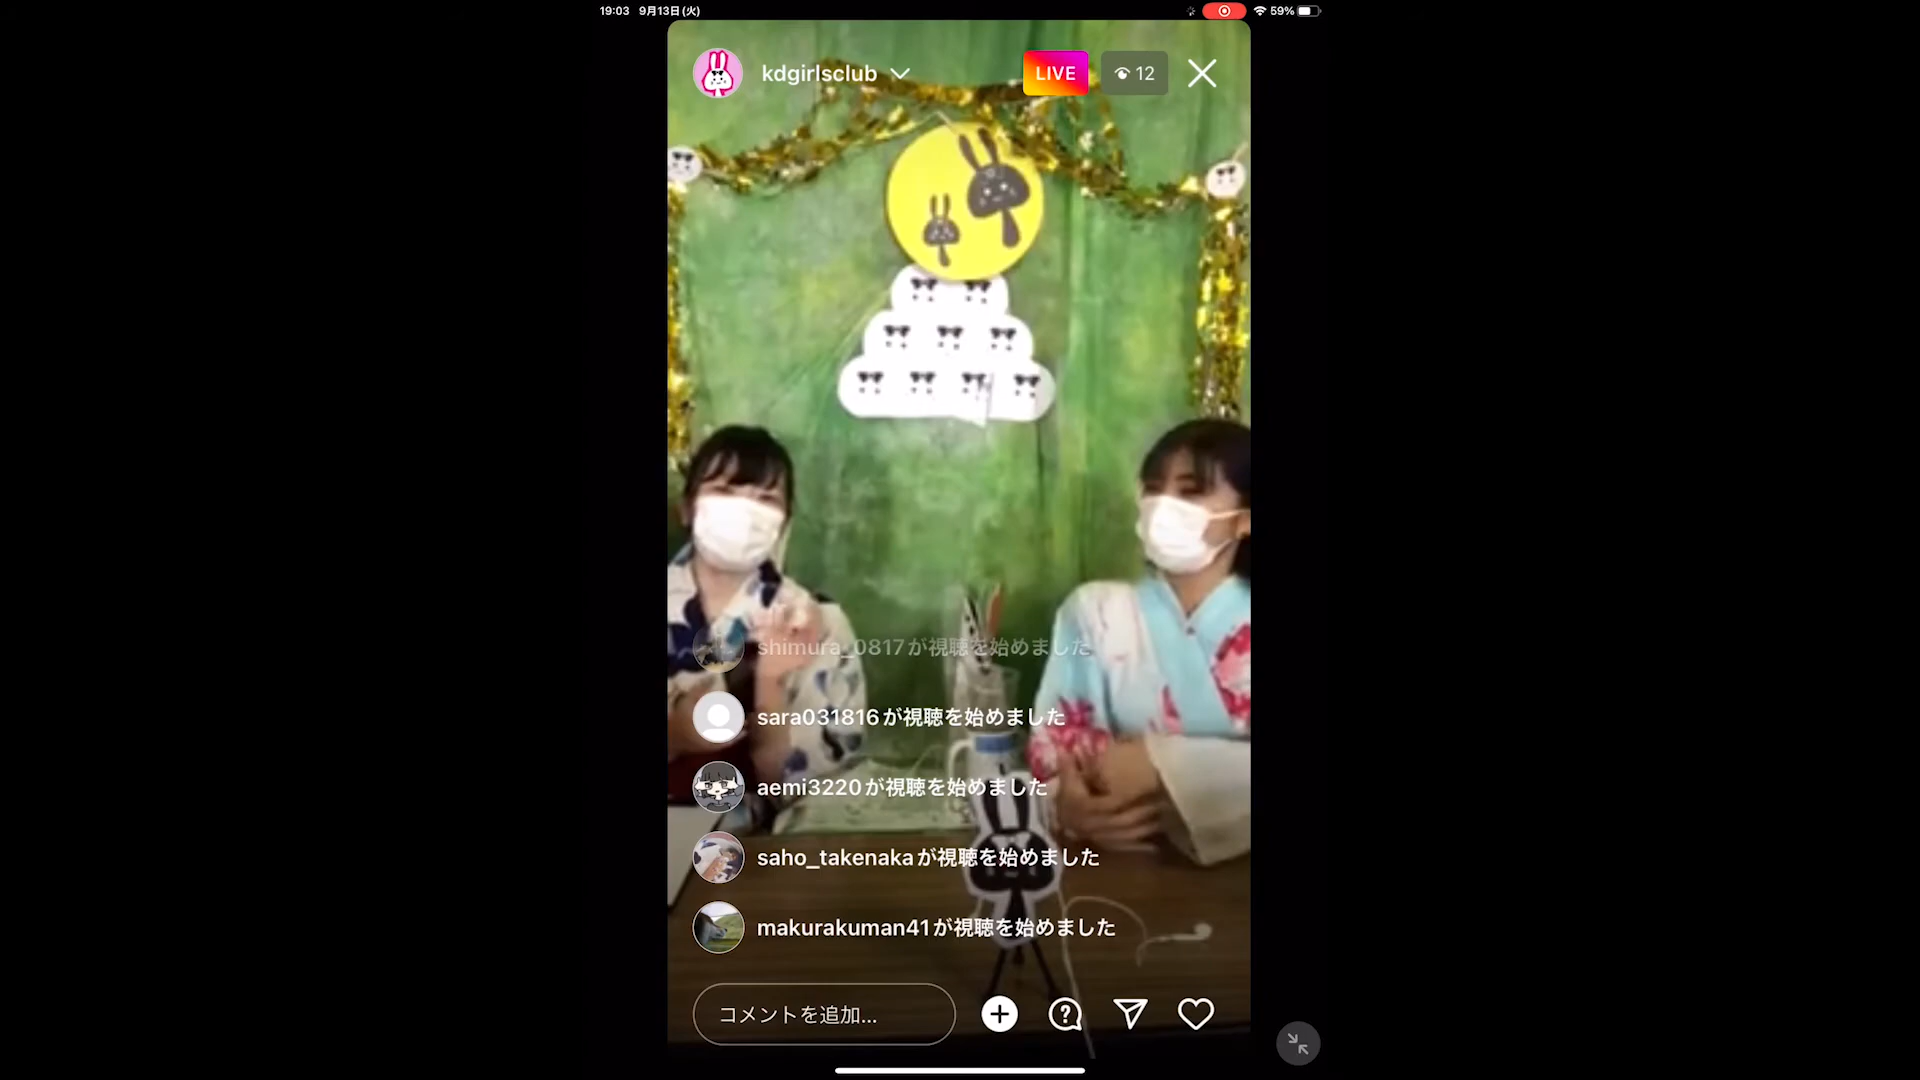 19:03 9月13日(火)
59%
kdgirlsclub
LIVE
12
shimura_0817が視聴を始めました
sara031816が視聴を始めました
aemi3220が視聴を始めました
saho_takenakaが視聴を始めました
makurakuman41が視聴を始めました
コメントを追加...